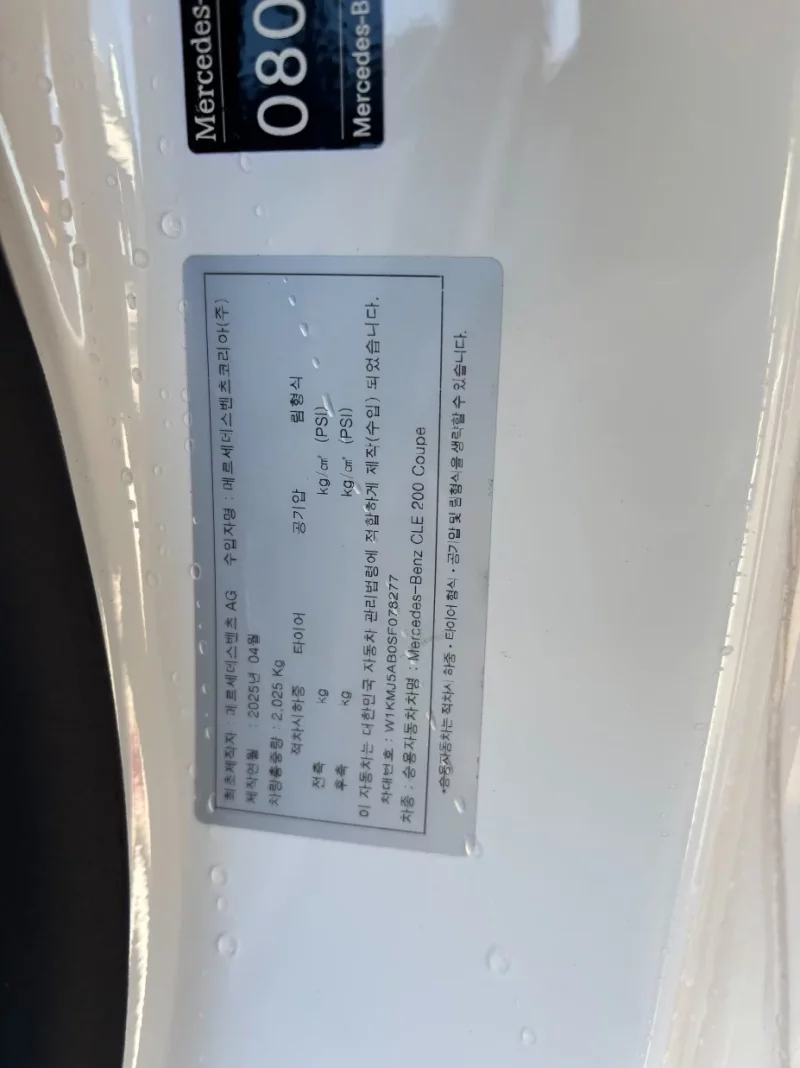 Mercedes-
080
Mercedes-B
최초제작자 : 메르세데스벤츠 AG 수입자명 : 메르세데스벤츠코리아(주)
제작연월 : 2025년 04월
차량총중량 : 2,025 Kg
적차시하중 타이어 공기압 림형식
전축 kg kg/㎠ (PSI)
후축 kg kg/㎠ (PSI)
이 자동차는 대한민국 자동차 관리법령에 적합하게 제작(수입) 되었습니다.
차대번호 : W1KMJ5AB0SF078277
차종 : 승용자동차 차명 : Mercedes-Benz CLE 200 Coupe
*승용자동차는 적차시 하중·타이어 형식·공기압 및 림형식을 생략할 수 있습니다.